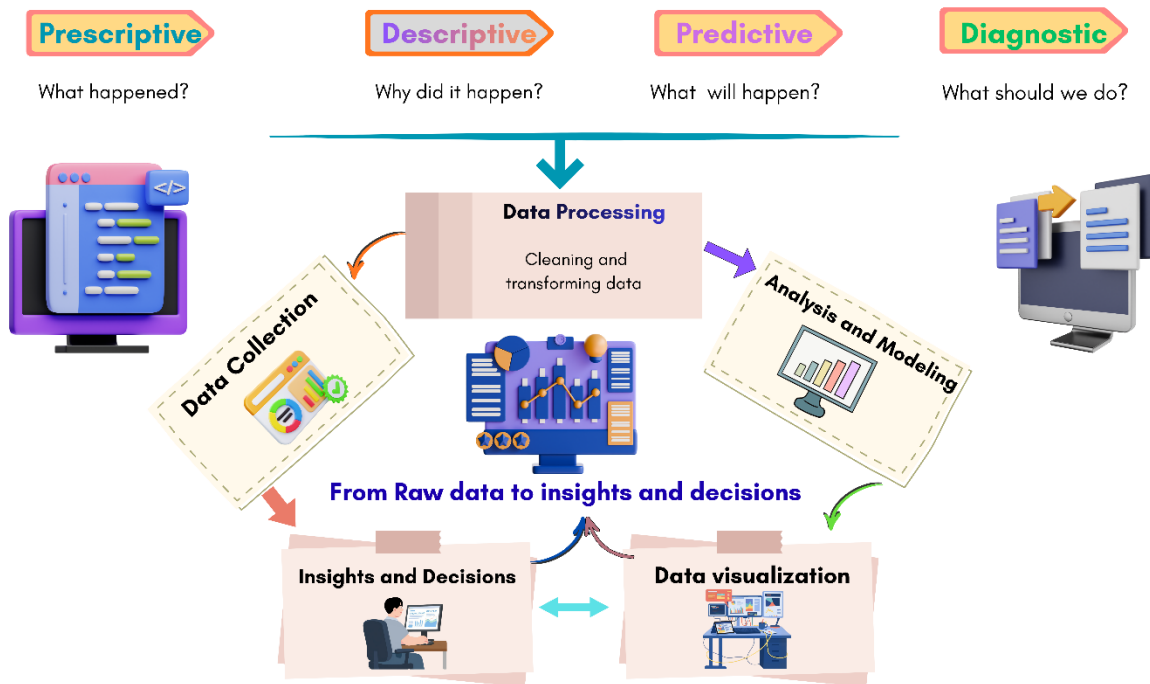 Prescriptive
Descriptive
Predictive
Diagnostic
What happened?
Why did it happen?
What will happen?
What should we do?
</>
Data Processing
Cleaning and
transforming data
Data Collection
Analysis and Modeling
From Raw data to insights and decisions
Insights and Decisions
Data visualization